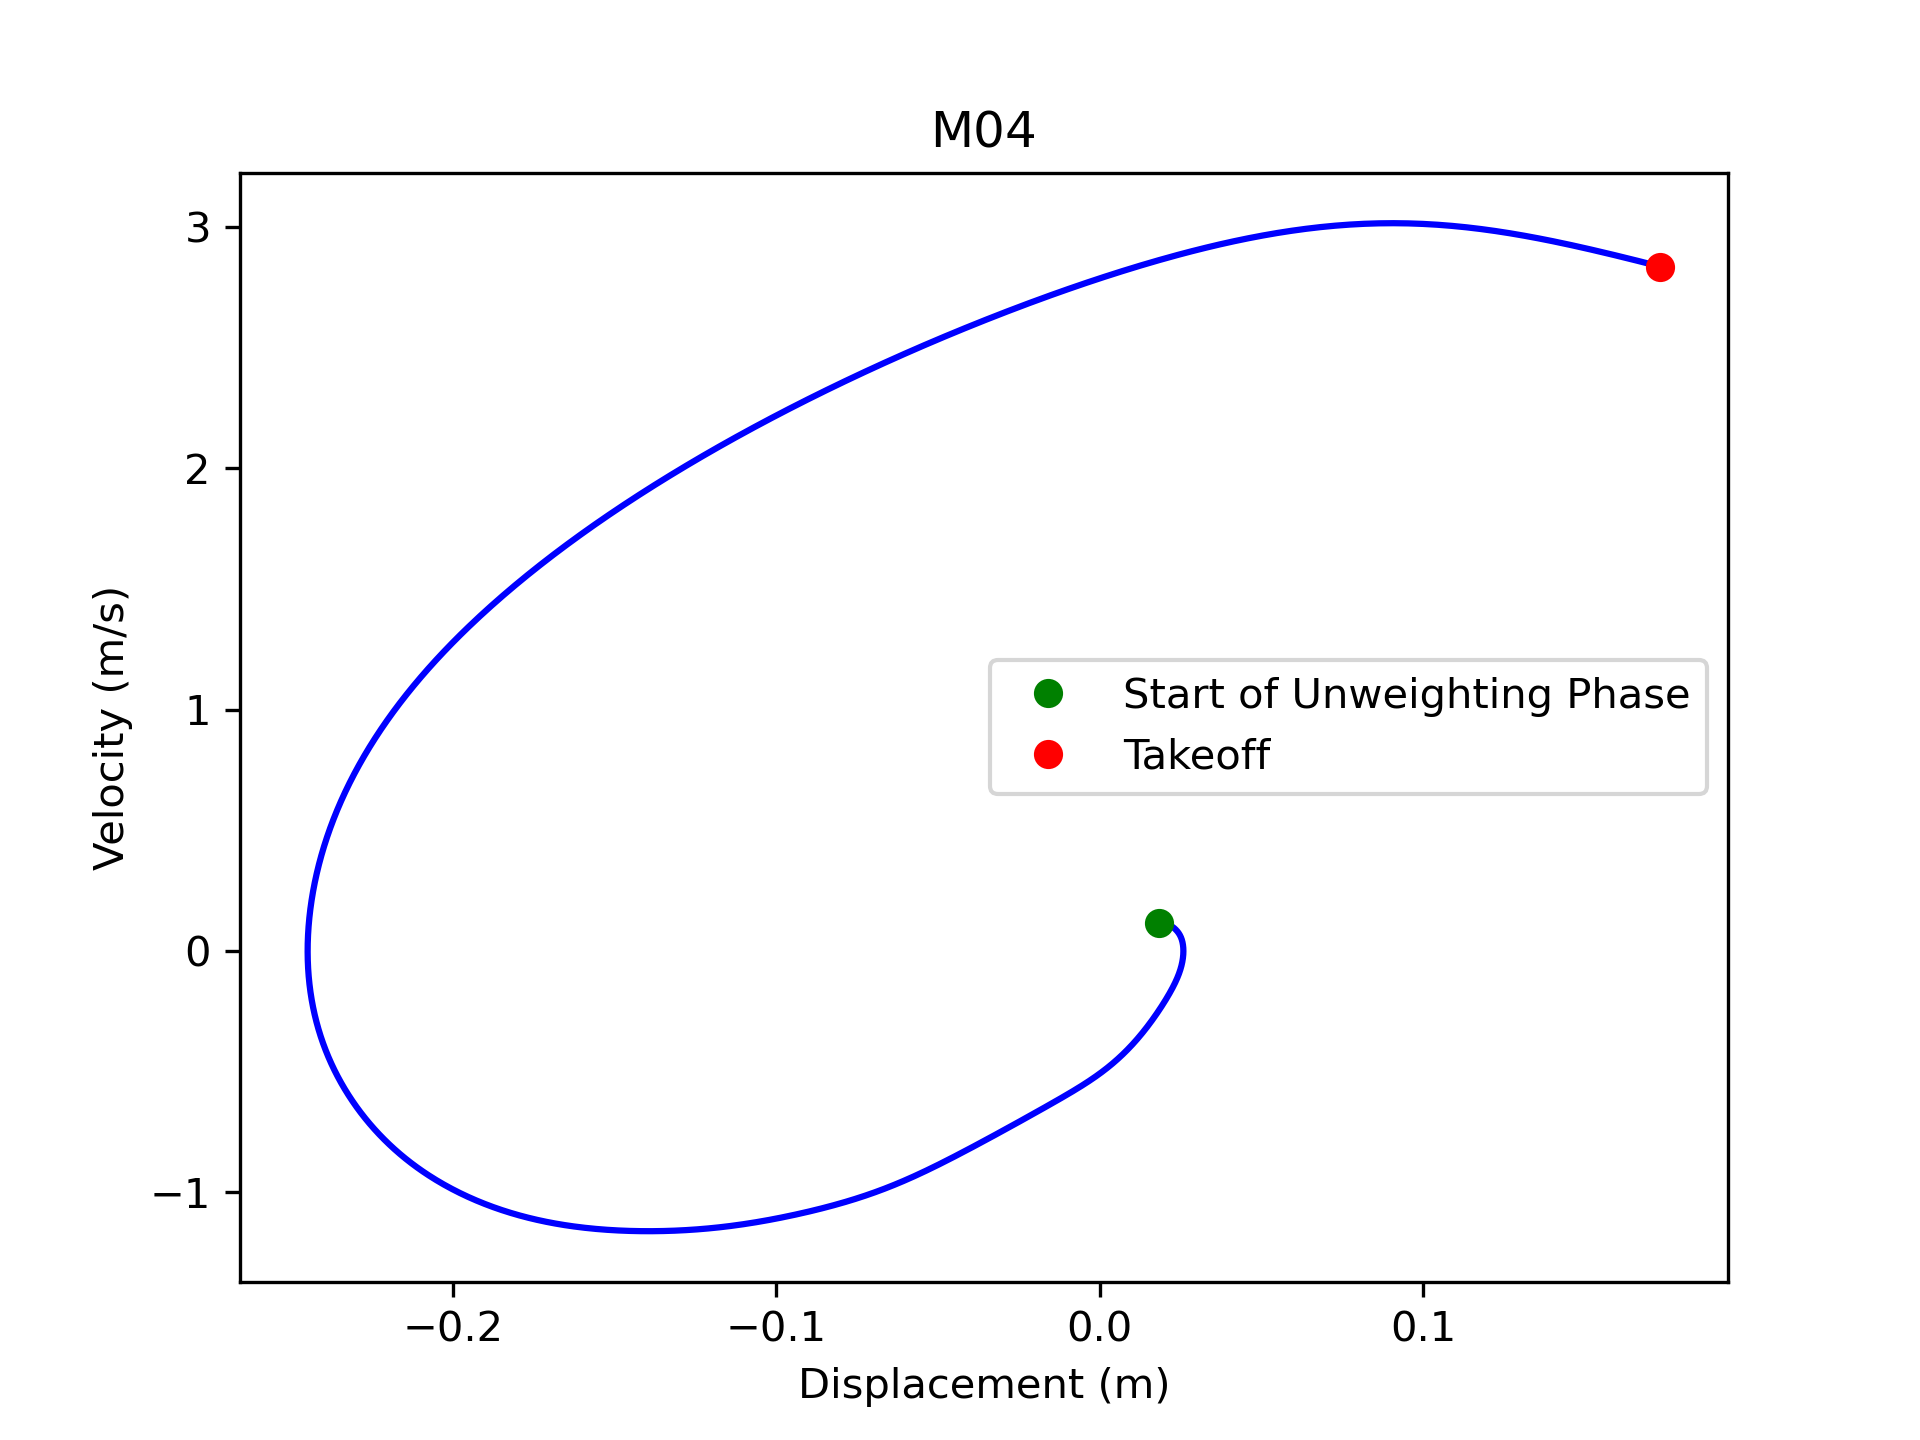 M04
3
2
1
0
−1
Velocity (m/s)
Start of Unweighting Phase
Takeoff
−0.2 −0.1 0.0 0.1
Displacement (m)